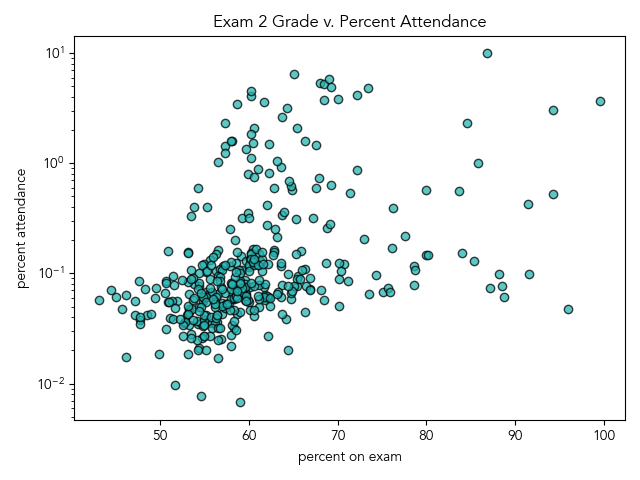 Exam 2 Grade v. Percent Attendance
percent attendance
10¹
10⁰
10⁻¹
10⁻²
50 60 70 80 90 100
percent on exam